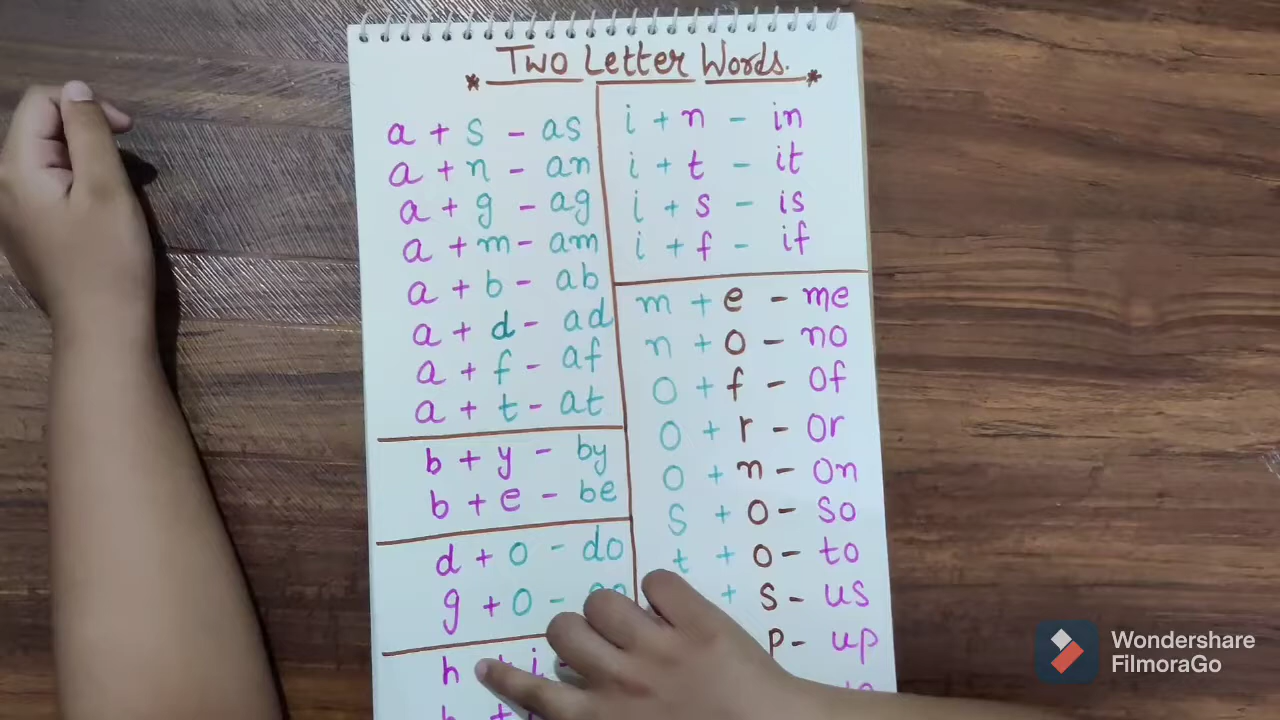 * Two Letter Words. *
a + s - as
a + n - an
a + g - ag
a + m - am
a + b - ab
a + d - ad
a + f - af
a + t - at
b + y - by
b + e - be
d + o - do
g + o -
h + i
i + n - in
i + t - it
i + s - is
i + f - if
m + e - me
n + o - no
o + f - of
o + r - or
o + n - on
s + o - so
t + o - to
+ s - us
p - up
Wondershare
FilmoraGo